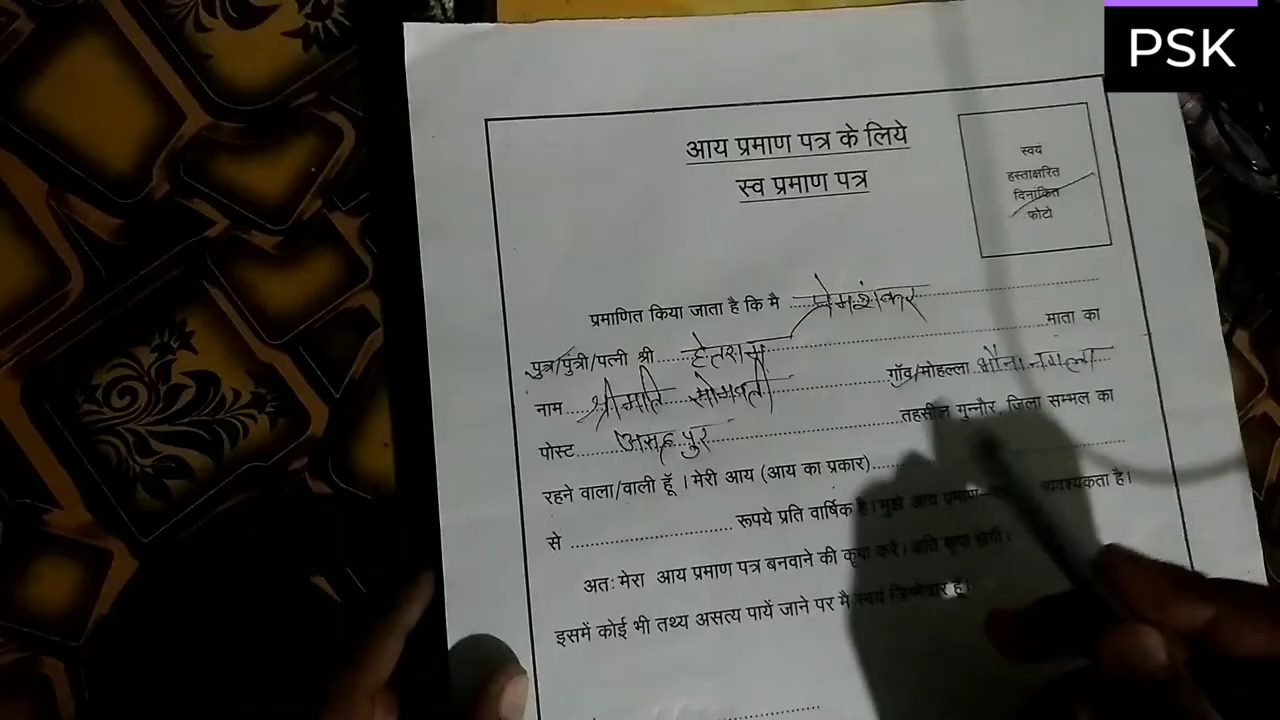 PSK
आय प्रमाण पत्र के लिये
स्व प्रमाण पत्र
स्वयं
हस्ताक्षरित
दिनांकित
फोटो
प्रमाणित किया जाता है कि मै ..... प्रेमशंकर .....
पुत्र/पुत्री/पत्नी श्री ..... हेतराम ..... माता का
नाम ..... श्रीमति सोमवती ..... गॉव/मोहल्ला ..... नगला .....
पोस्ट ..... असदपुर ..... तहसील गुन्नौर, जिला सम्भल का
रहने वाला/वाली हूँ । मेरी आय (आय का प्रकार) .....
से ..... रूपये प्रति वार्षिक है। मुझे आय प्रमाण है।
अतः मेरा आय प्रमाण पत्र बनवाने की कृपा करें। अति कृपा होगी।
इसमें कोई भी तथ्य असत्य पायें जाने पर मै स्वयं जिम्मेदार हूँ।